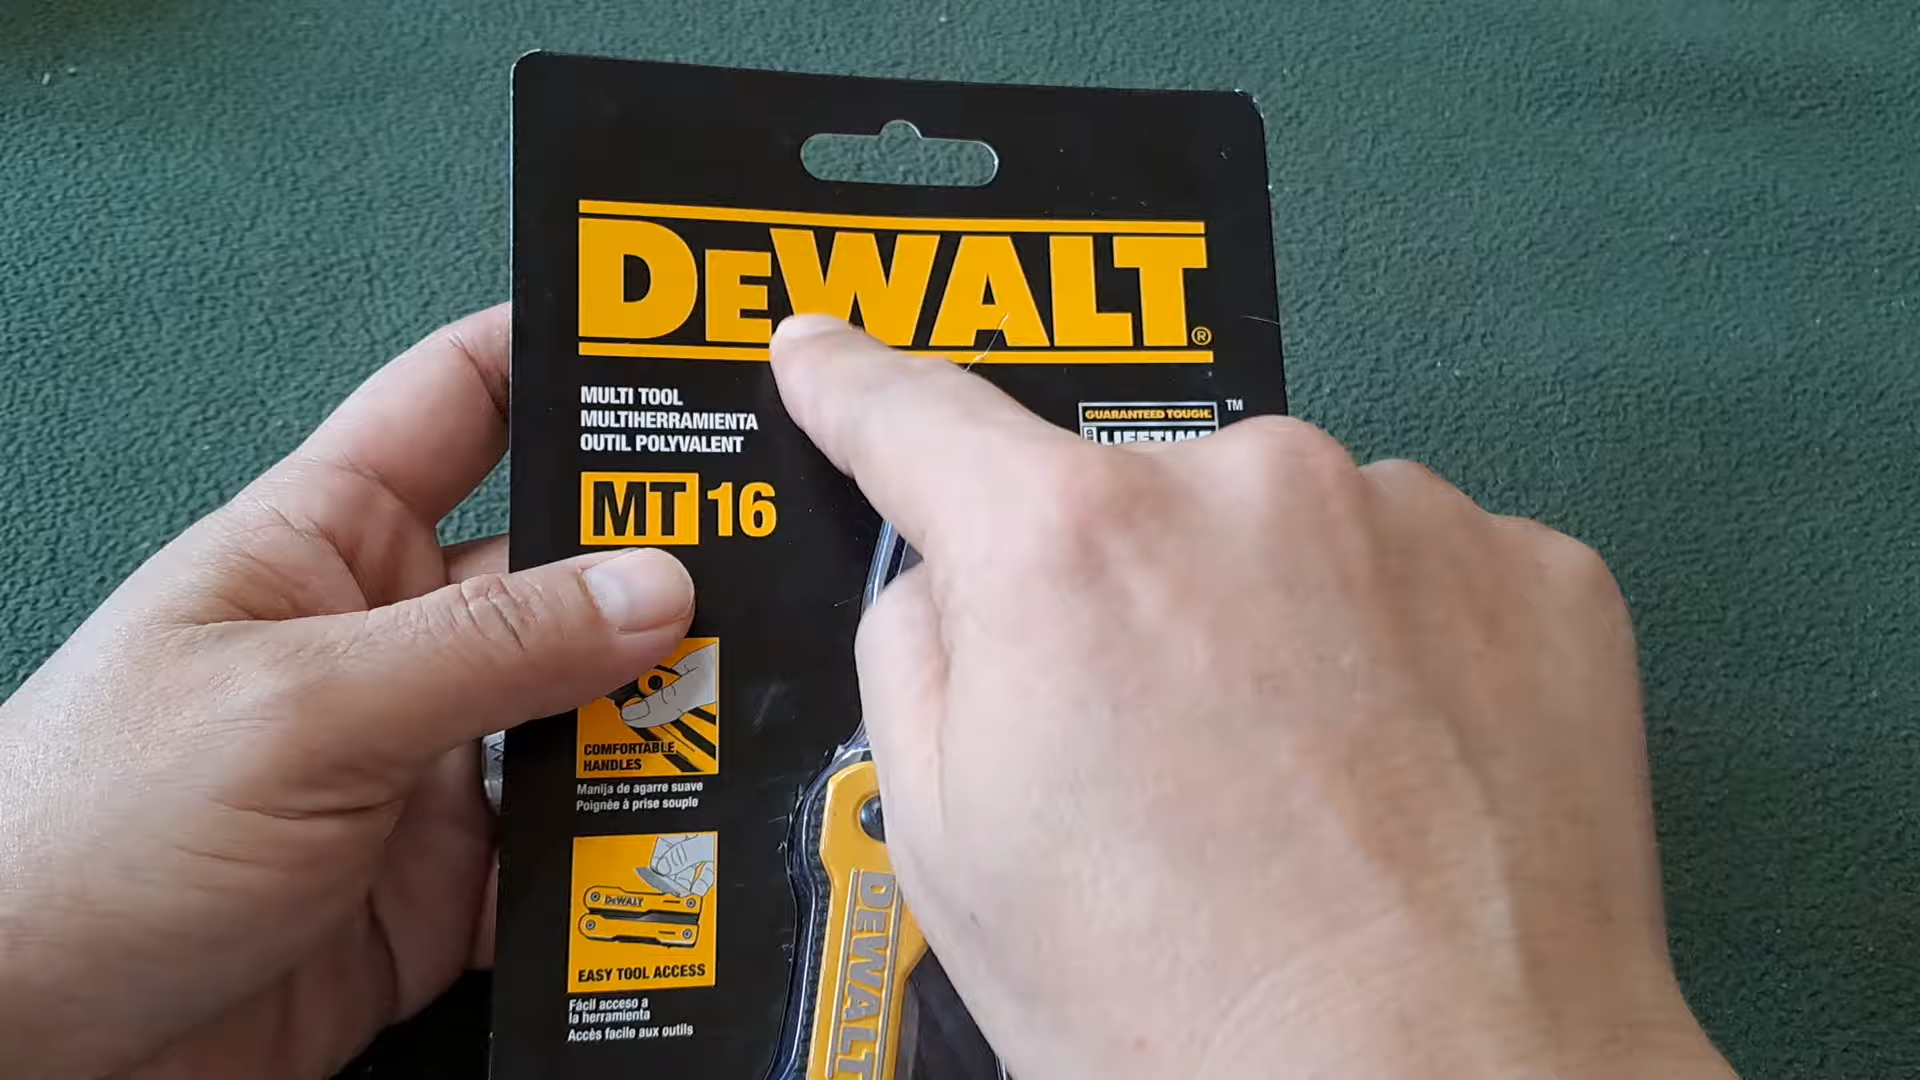 DEWALT®
MULTI TOOL
MULTIHERRAMIENTA
OUTIL POLYVALENT
MT 16
GUARANTEED TOUGH. TM
LIFETIME
COMFORTABLE
HANDLES
Manija de agarre suave
Poignée à prise souple
DEWALT
EASY TOOL ACCESS
Fácil acceso a
la herramienta
Accès facile aux outils
DEWALT